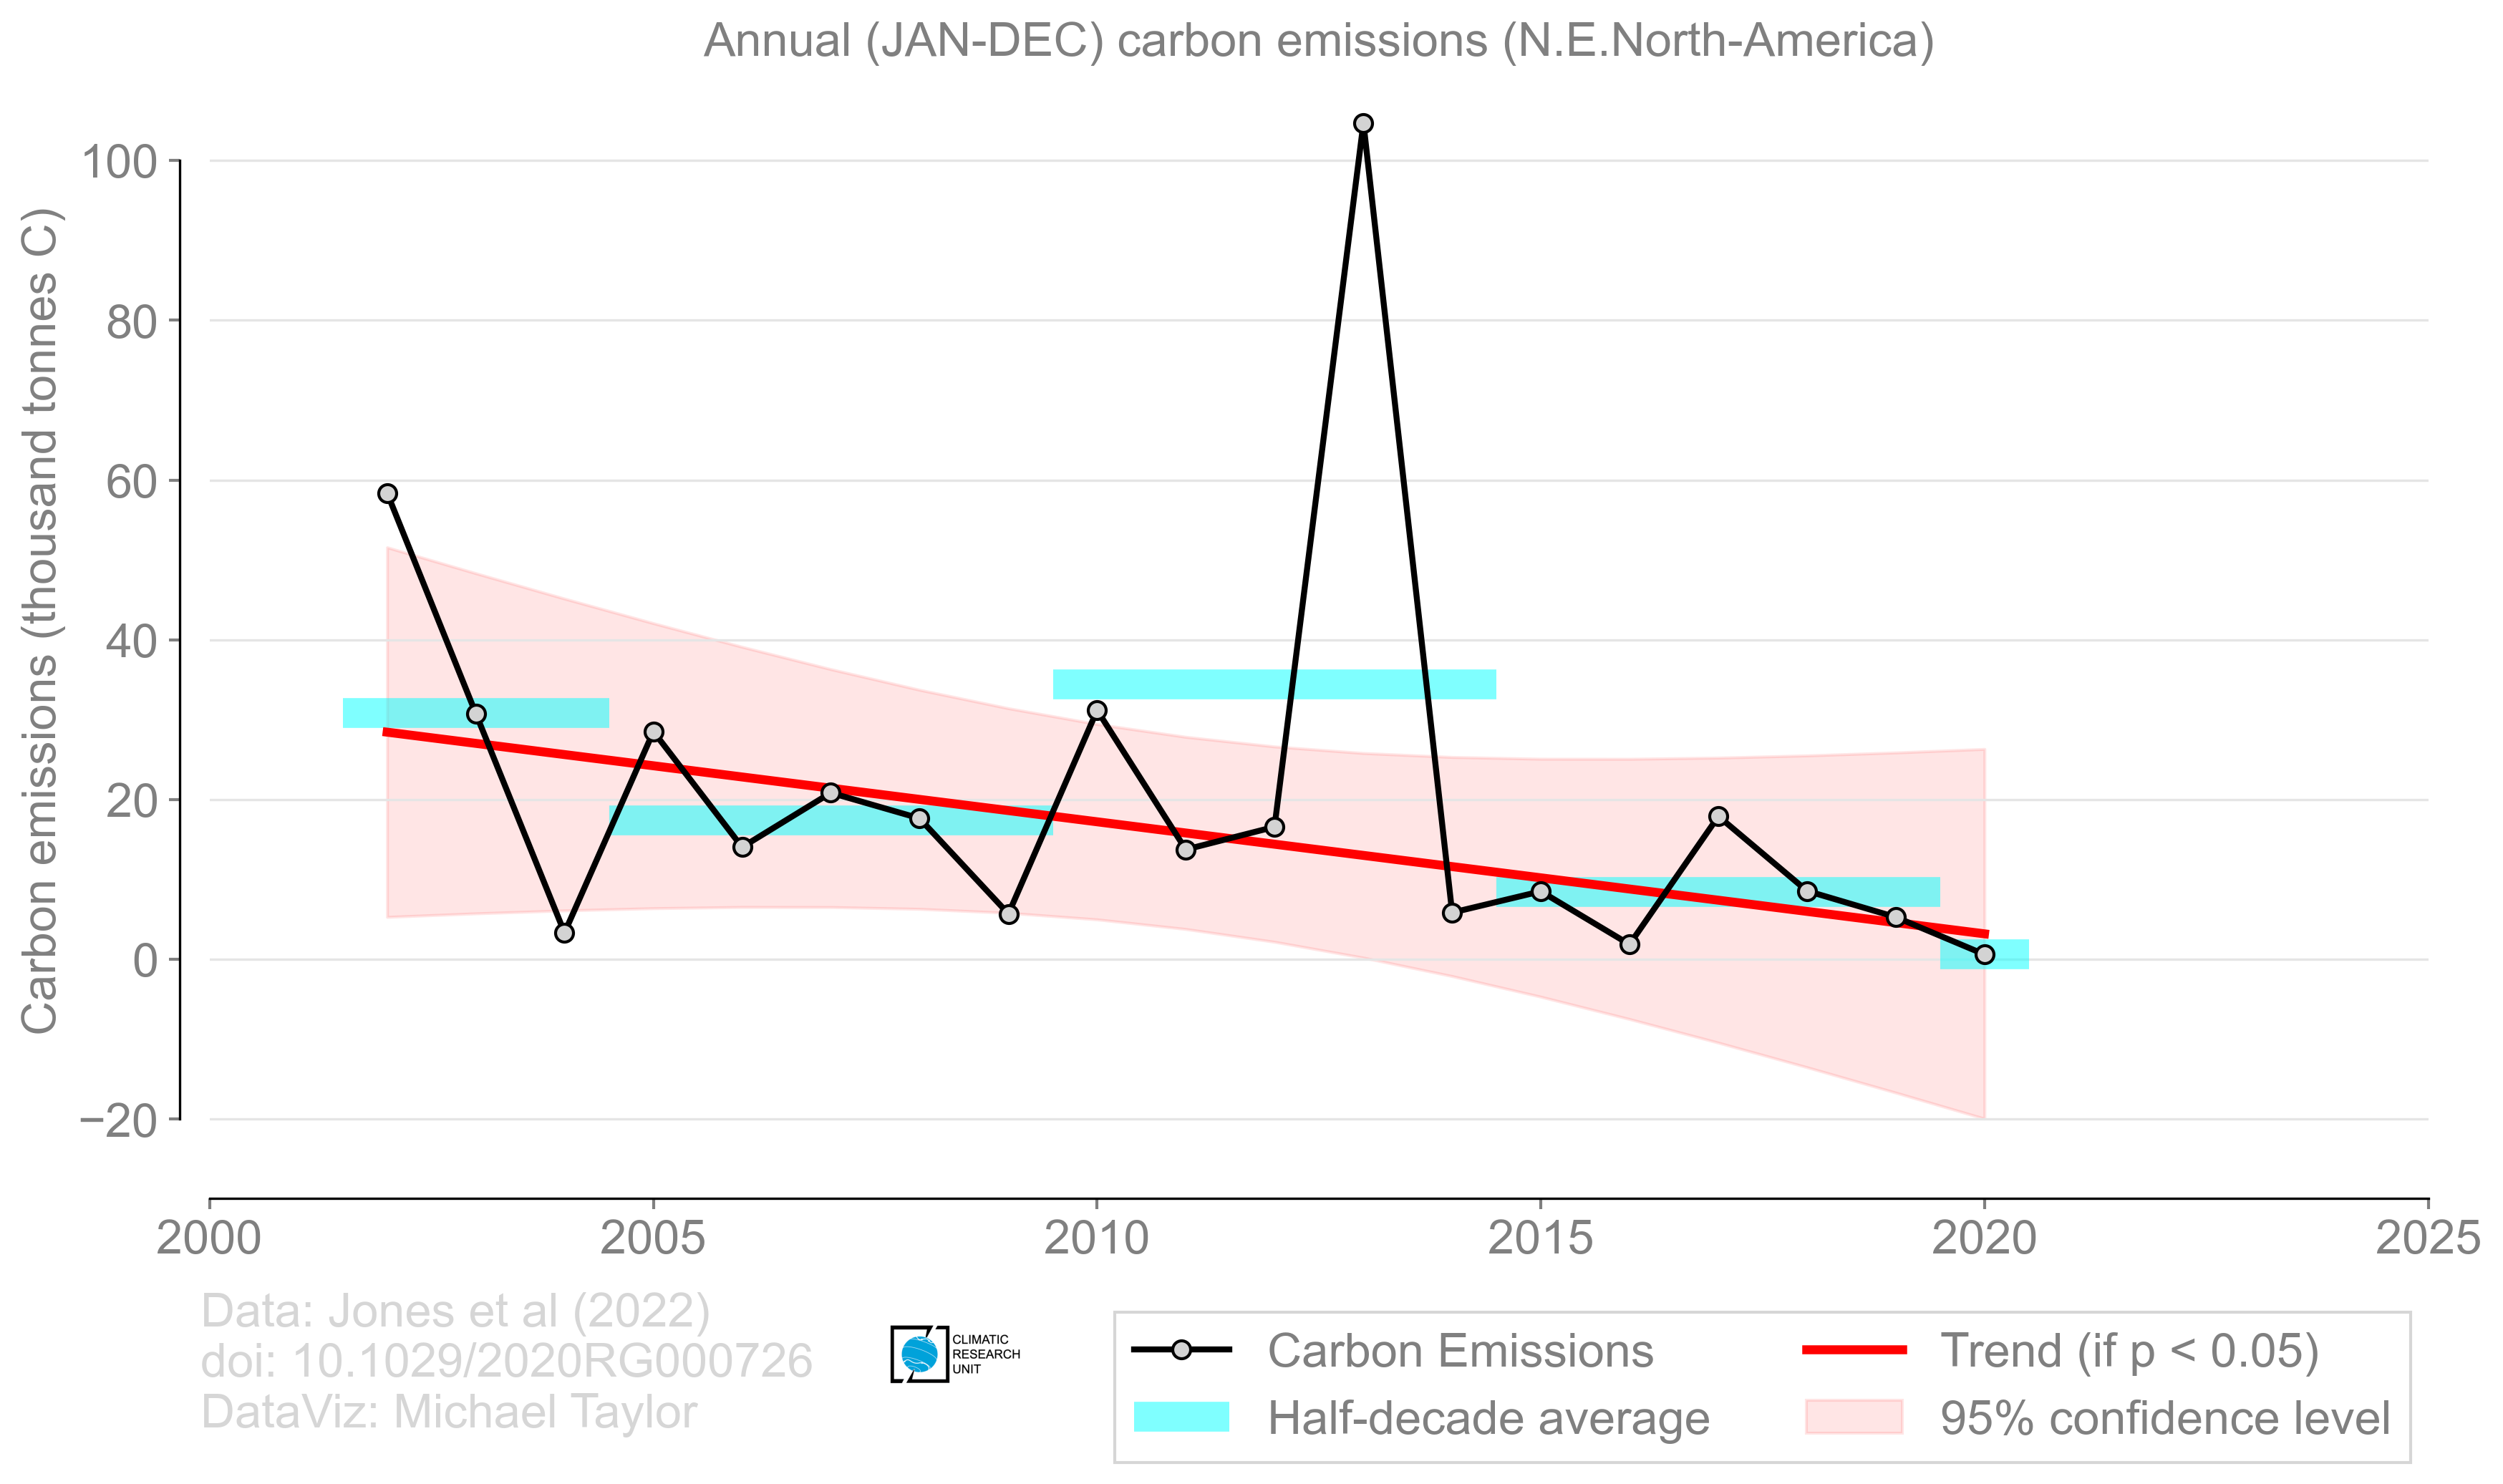 Annual (JAN-DEC) carbon emissions (N.E.North-America)
Carbon emissions (thousand tonnes C)
100
80
60
40
20
0
−20
2000
2005
2010
2015
2020
2025
Data: Jones et al (2022)
doi: 10.1029/2020RG000726
DataViz: Michael Taylor
CLIMATIC
RESEARCH
UNIT
Carbon Emissions
Half-decade average
Trend (if p < 0.05)
95% confidence level